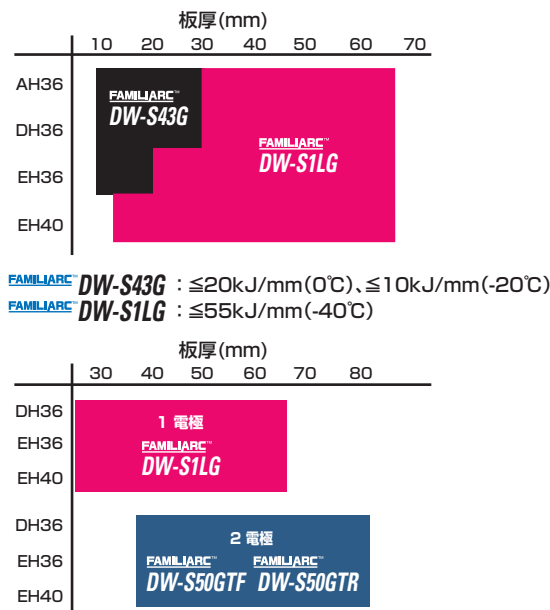 板厚(mm)
10 20 30 40 50 60 70
AH36
DH36
EH36
EH40
FAMILIARC™
DW-S43G
FAMILIARC™
DW-S1LG
FAMILIARC™ DW-S43G：≦20kJ/mm(0℃)、≦10kJ/mm(-20℃)
FAMILIARC™ DW-S1LG：≦55kJ/mm(-40℃)
板厚(mm)
30 40 50 60 70 80
DH36
EH36
EH40
1 電極
FAMILIARC™
DW-S1LG
DH36
EH36
EH40
2 電極
FAMILIARC™ FAMILIARC™
DW-S50GTF DW-S50GTR